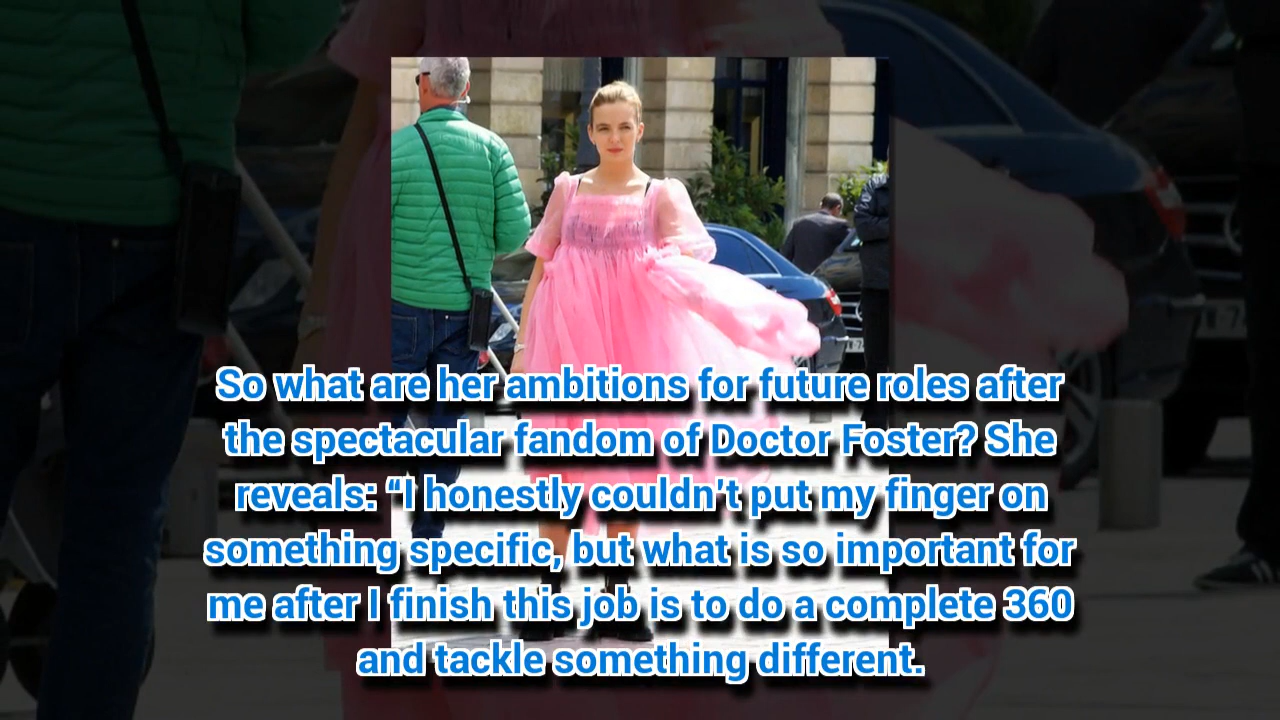 So what are her ambitions for future roles after
the spectacular fandom of Doctor Foster? She
reveals: “I honestly couldn’t put my finger on
something specific, but what is so important for
me after I finish this job is to do a complete 360
and tackle something different.